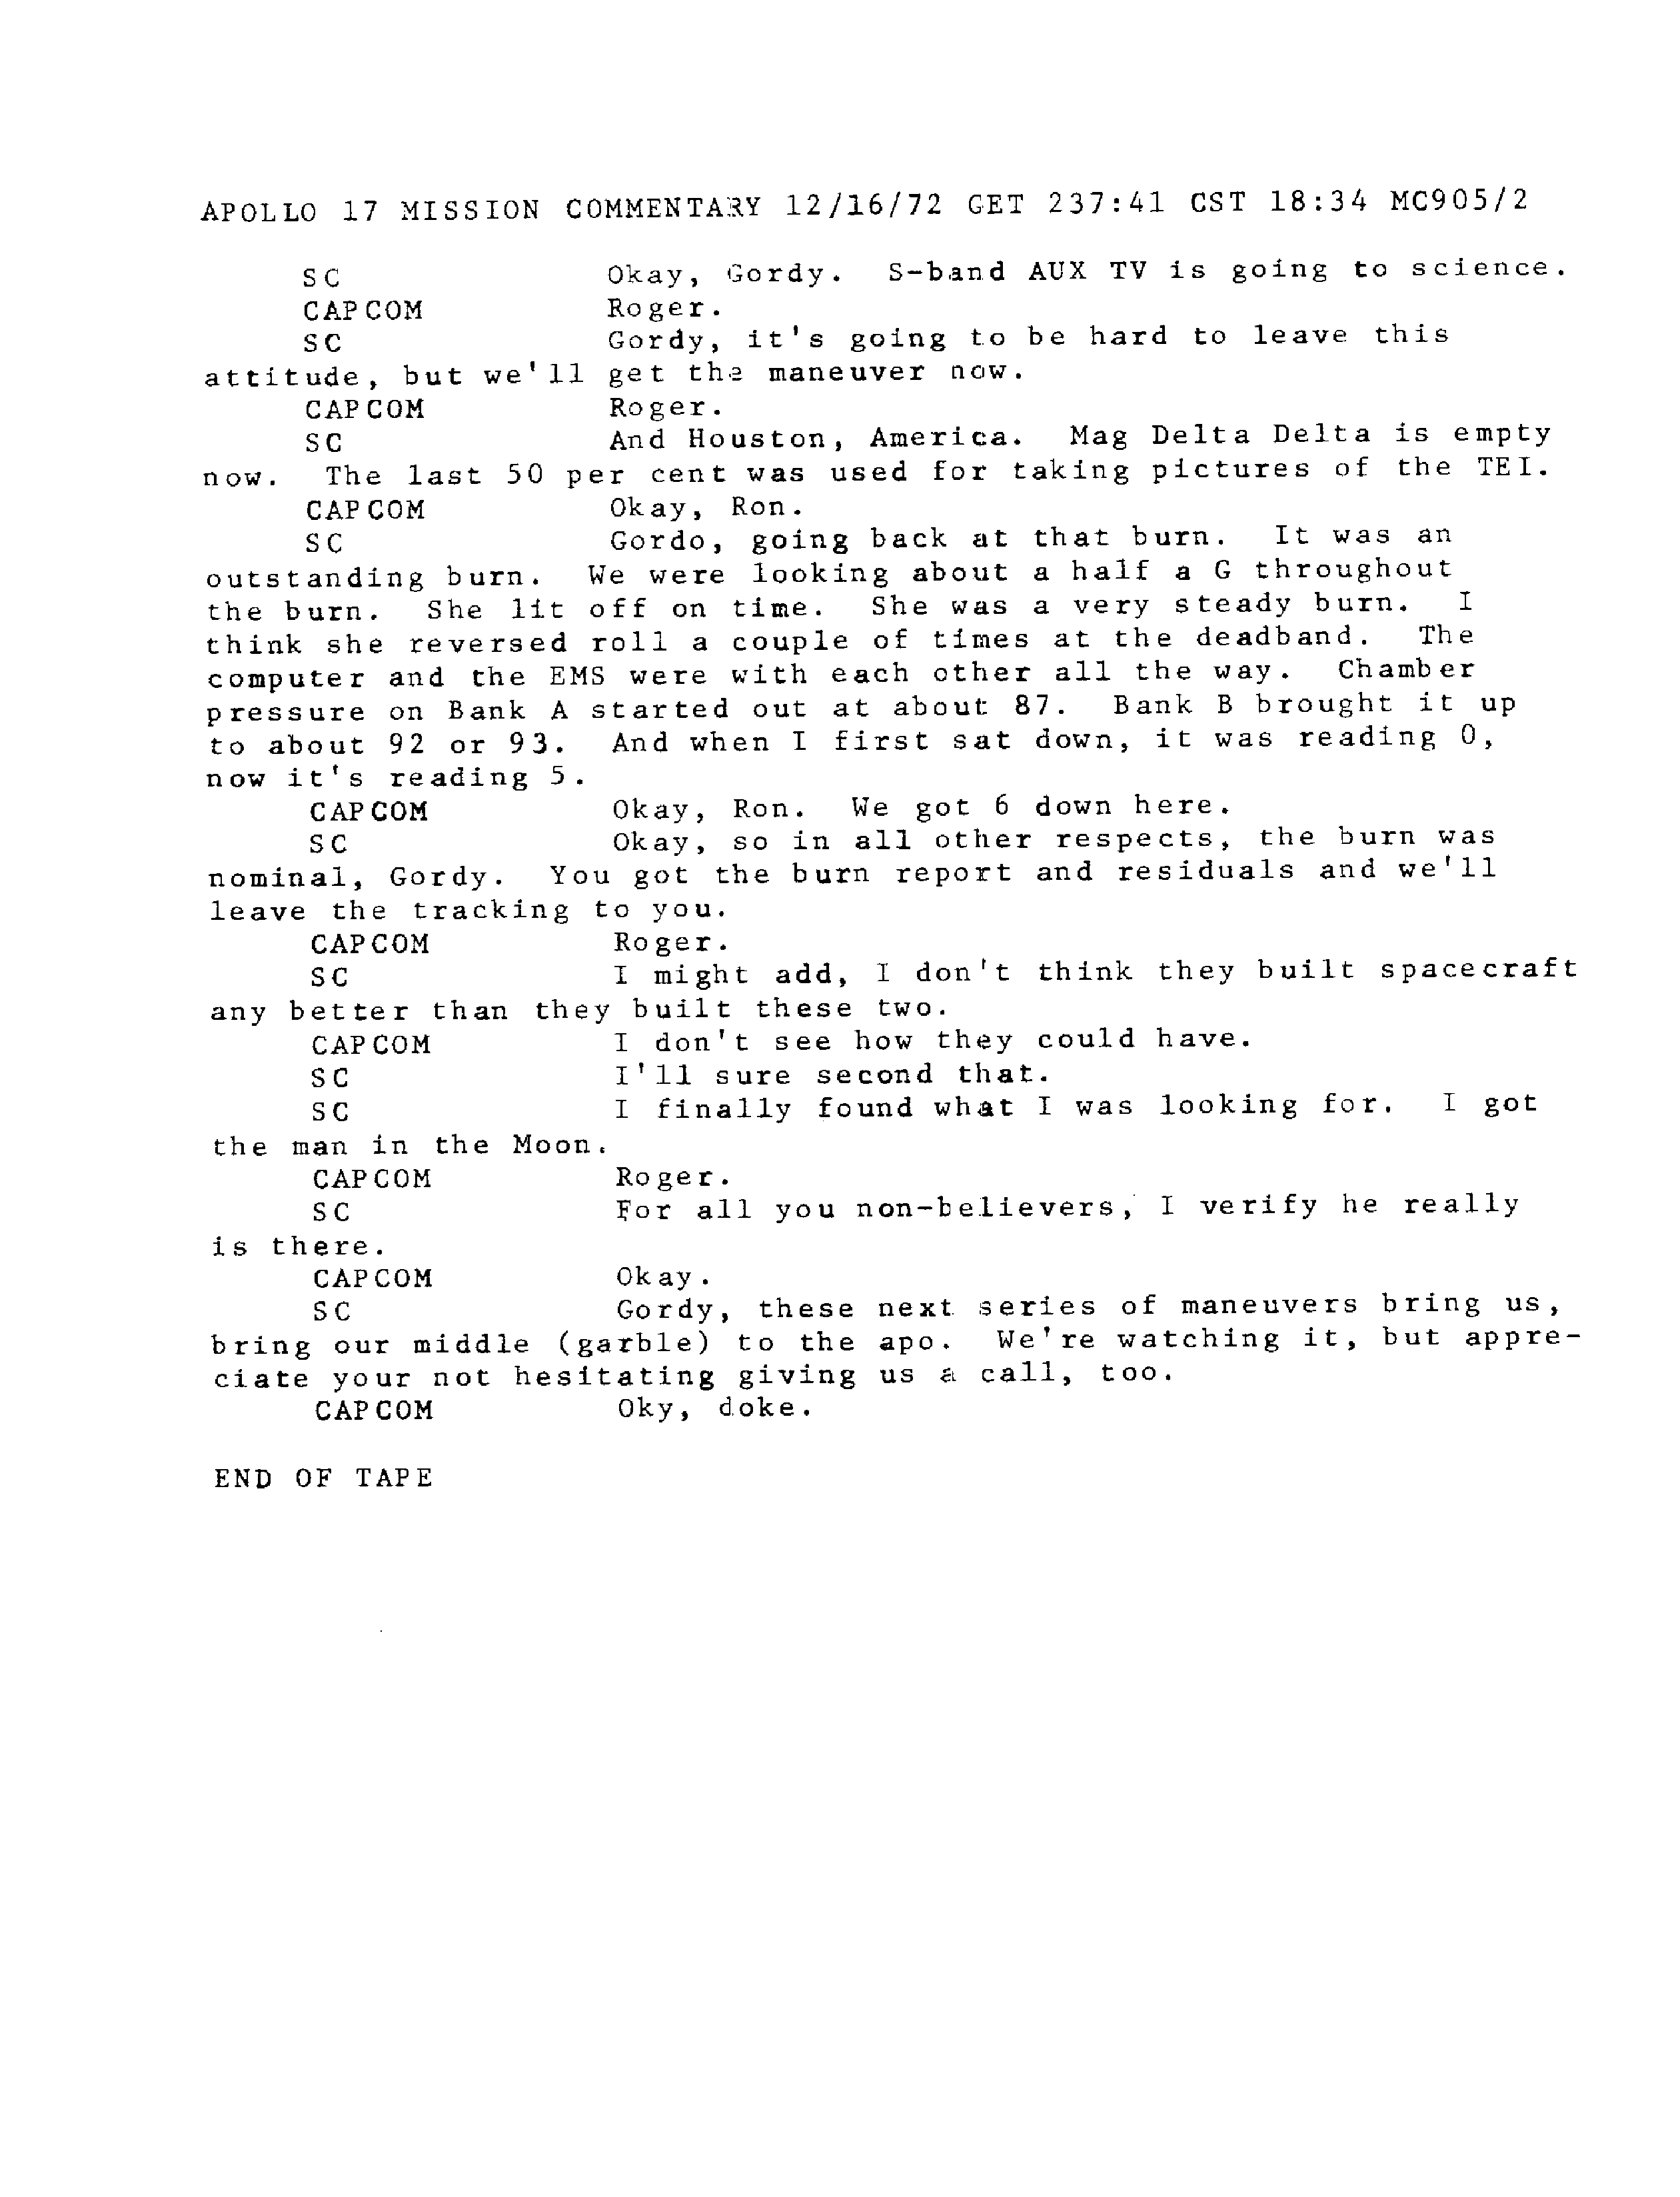 APOLLO 17 MISSION COMMENTARY 12/16/72 GET 237:41 CST 18:34 MC905/2
SC Okay, Gordy. S-band AUX TV is going to science.
CAPCOM Roger.
SC Gordy, it's going to be hard to leave this
attitude, but we'll get the maneuver now.
CAPCOM Roger.
SC And Houston, America. Mag Delta Delta is empty
now. The last 50 per cent was used for taking pictures of the TEI.
CAPCOM Okay, Ron.
SC Gordo, going back at that burn. It was an
outstanding burn. We were looking about a half a G throughout
the burn. She lit off on time. She was a very steady burn. I
think she reversed roll a couple of times at the deadband. The
computer and the EMS were with each other all the way. Chamber
pressure on Bank A started out at about 87. Bank B brought it up
to about 92 or 93. And when I first sat down, it was reading 0,
now it's reading 5.
CAPCOM Okay, Ron. We got 6 down here.
SC Okay, so in all other respects, the burn was
nominal, Gordy. You got the burn report and residuals and we'll
leave the tracking to you.
CAPCOM Roger.
SC I might add, I don't think they built spacecraft
any better than they built these two.
CAPCOM I don't see how they could have.
SC I'll sure second that.
SC I finally found what I was looking for. I got
the man in the Moon.
CAPCOM Roger.
SC For all you non-believers, I verify he really
is there.
CAPCOM Okay.
SC Gordy, these next series of maneuvers bring us,
bring our middle (garble) to the apo. We're watching it, but appre-
ciate your not hesitating giving us a call, too.
CAPCOM Oky, doke.
END OF TAPE